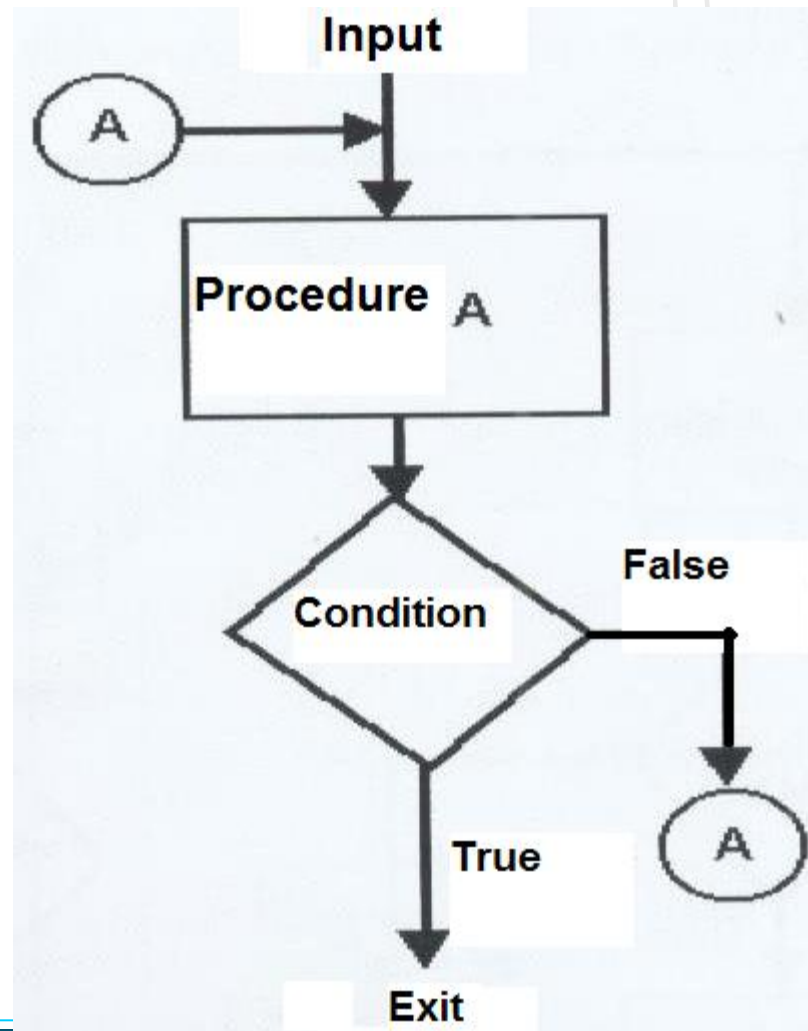 Input
A
Procedure A
Condition
False
True
A
Exit